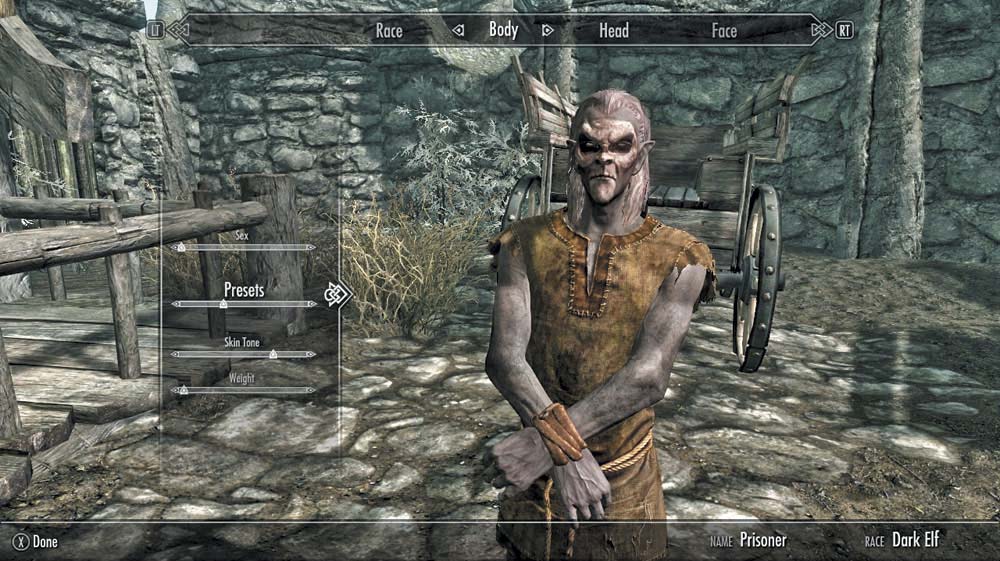 LT Race Body Head Face RT
Sex
Presets
Skin Tone
Weight
X Done NAME Prisoner RACE Dark Elf